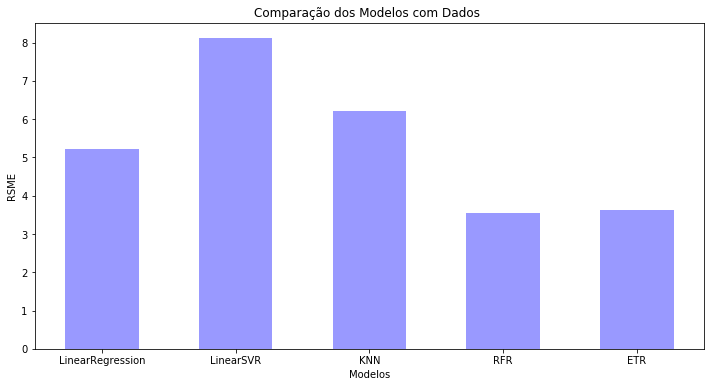 Comparação dos Modelos com Dados
RSME
8
7
6
5
4
3
2
1
0
LinearRegression
LinearSVR
KNN
RFR
ETR
Modelos